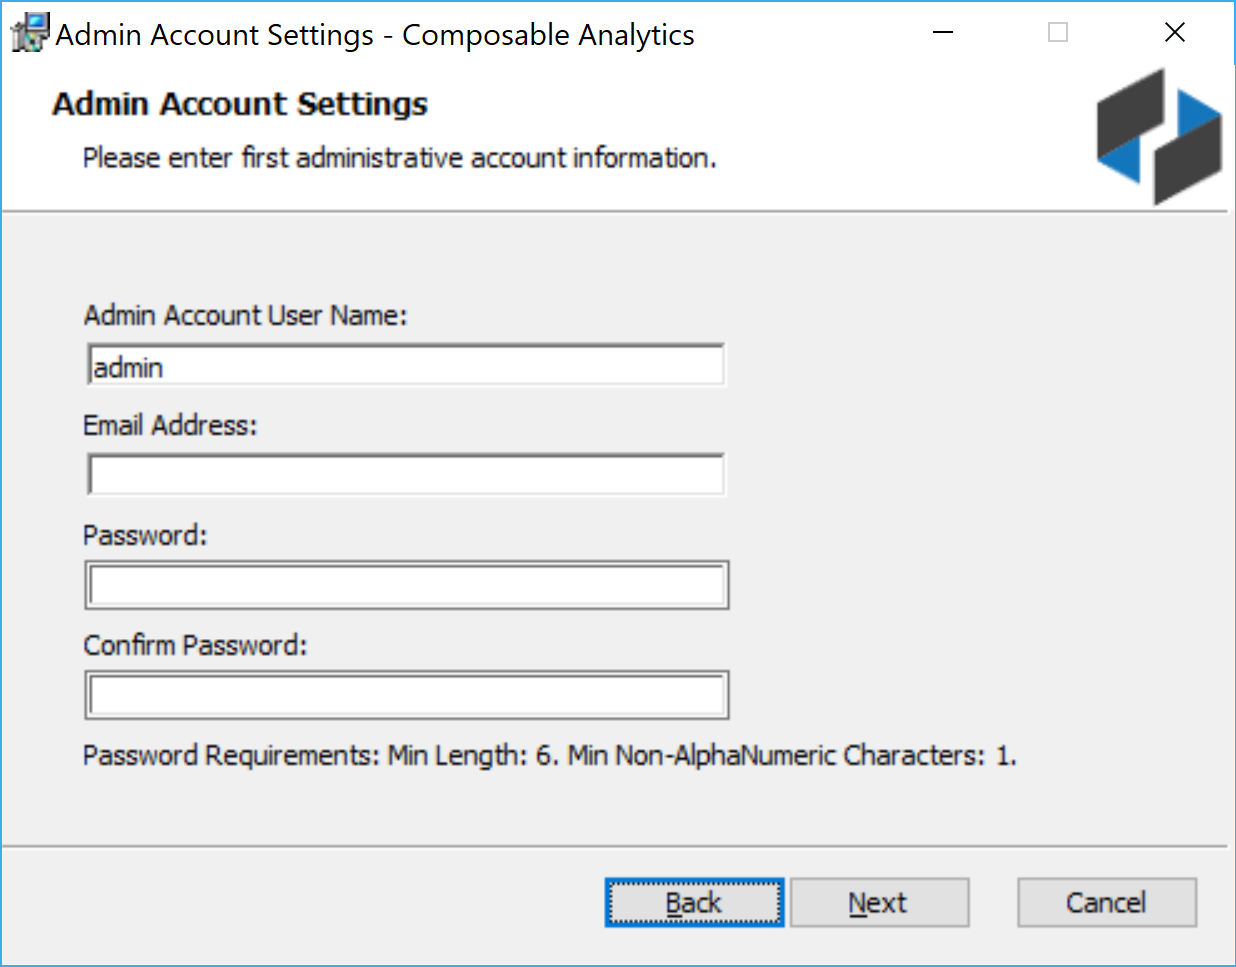 Admin Account Settings - Composable Analytics
Admin Account Settings
Please enter first administrative account information.
Admin Account User Name:
admin
Email Address:
Password:
Confirm Password:
Password Requirements: Min Length: 6. Min Non-AlphaNumeric Characters: 1.
Back
Next
Cancel